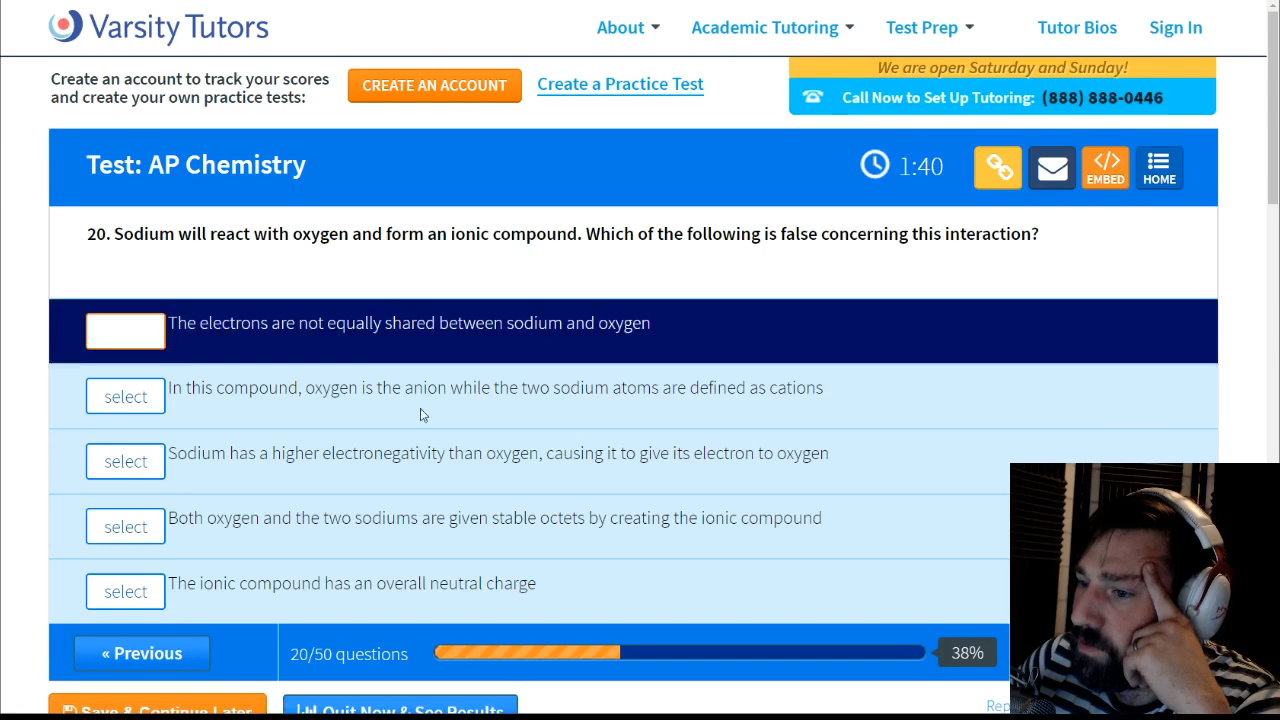 Varsity Tutors
About
Academic Tutoring
Test Prep
Tutor Bios
Sign In
Create an account to track your scores
and create your own practice tests:
CREATE AN ACCOUNT
Create a Practice Test
We are open Saturday and Sunday!
Call Now to Set Up Tutoring: (888) 888-0446
Test: AP Chemistry
1:40
</>
EMBED
HOME
20. Sodium will react with oxygen and form an ionic compound. Which of the following is false concerning this interaction?
The electrons are not equally shared between sodium and oxygen
select In this compound, oxygen is the anion while the two sodium atoms are defined as cations
select Sodium has a higher electronegativity than oxygen, causing it to give its electron to oxygen
select Both oxygen and the two sodiums are given stable octets by creating the ionic compound
select The ionic compound has an overall neutral charge
« Previous
20/50 questions
38%
Save & Continue Later
Quit Now & See Results